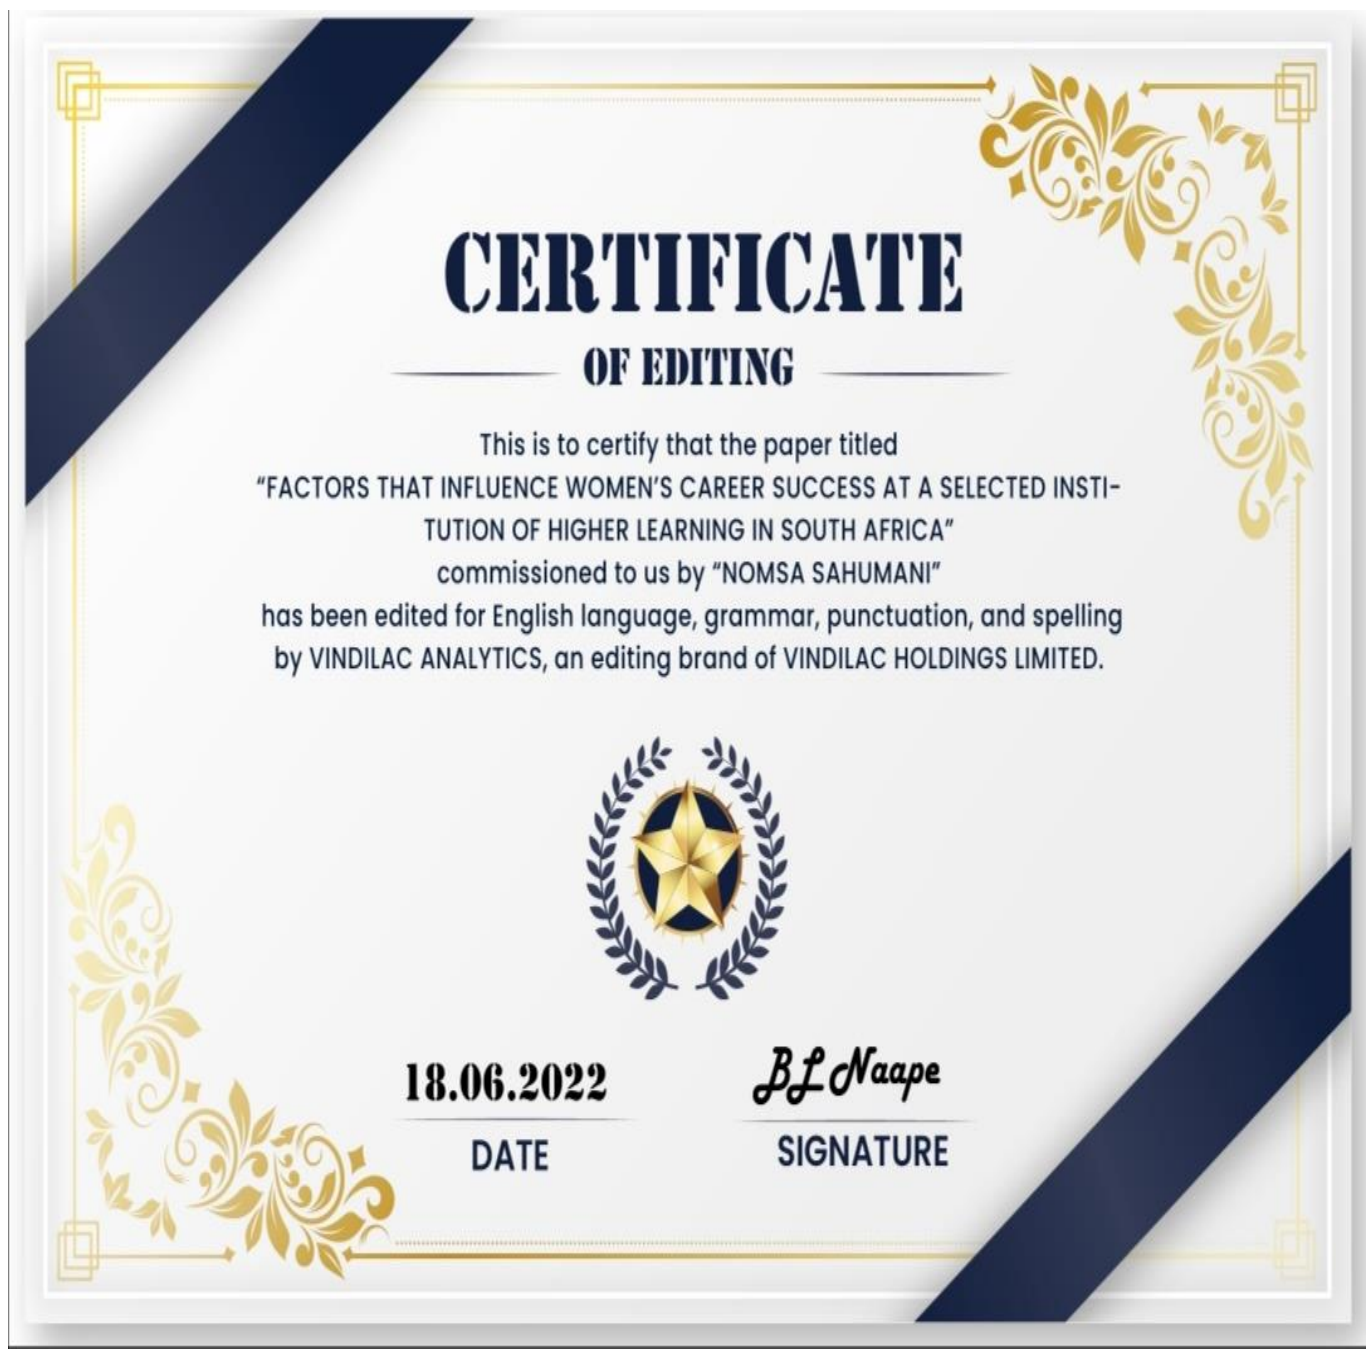 CERTIFICATE
OF EDITING
This is to certify that the paper titled
“FACTORS THAT INFLUENCE WOMEN’S CAREER SUCCESS AT A SELECTED INSTI-
TUTION OF HIGHER LEARNING IN SOUTH AFRICA”
commissioned to us by “NOMSA SAHUMANI”
has been edited for English language, grammar, punctuation, and spelling
by VINDILAC ANALYTICS, an editing brand of VINDILAC HOLDINGS LIMITED.
18.06.2022
BL Naape
DATE
SIGNATURE